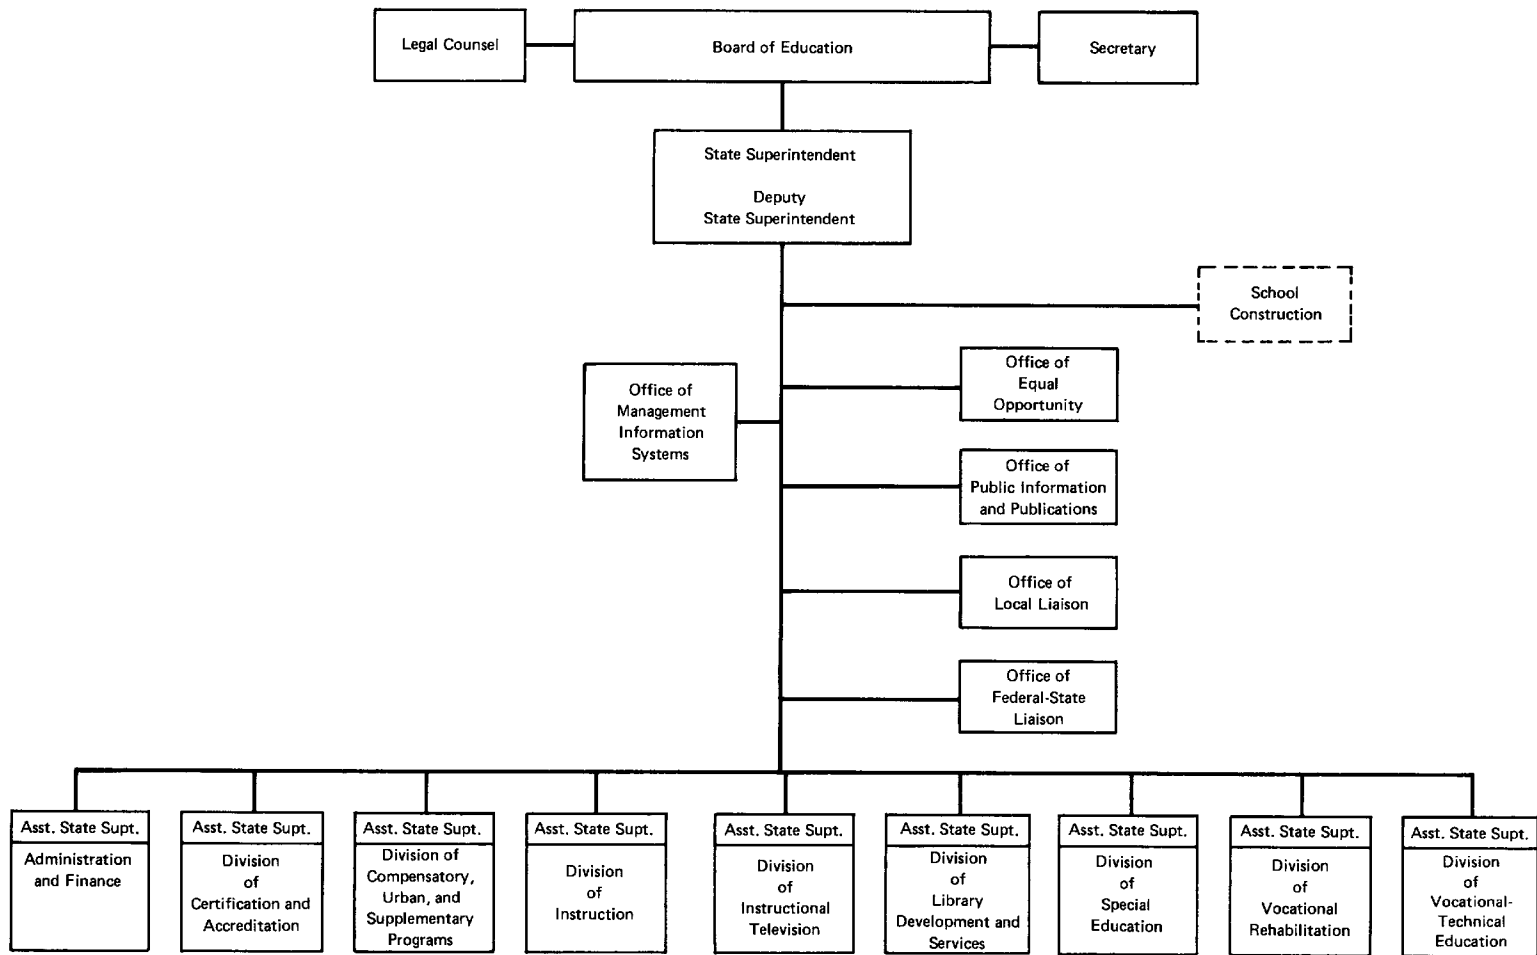 Legal Counsel
Board of Education
Secretary
State Superintendent
Deputy
State Superintendent
School
Construction
Office of
Equal
Opportunity
Office of
Management
Information
Systems
Office of
Public Information
and Publications
Office of
Local Liaison
Office of
Federal-State
Liaison
Asst. State Supt.
Administration
and Finance
Asst. State Supt.
Division
of
Certification and
Accreditation
Asst. State Supt.
Division of
Compensatory,
Urban, and
Supplementary
Programs
Asst. State Supt.
Division
of
Instruction
Asst. State Supt.
Division
of
Instructional
Television
Asst. State Supt.
Division
of
Library
Development and
Services
Asst. State Supt.
Division
of
Special
Education
Asst. State Supt.
Division
of
Vocational
Rehabilitation
Asst. State Supt.
Division
of
Vocational-
Technical
Education